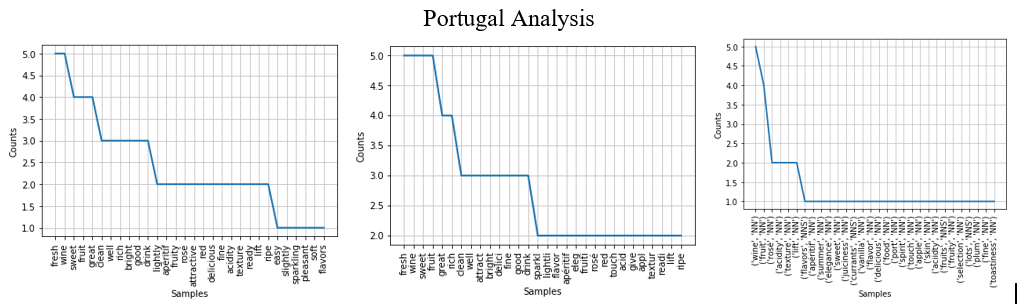 Portugal Analysis
5.0
4.5
4.0
3.5
3.0
2.5
2.0
1.5
1.0
Counts
fresh
wine
sweet
fruit
great
clean
well
rich
bright
good
drink
lightly
aperitif
fruity
rose
attractive
red
delicious
fine
acidity
texture
ready
lift
ripe
easy
slightly
sparkling
pleasant
soft
flavors
Samples
5.0
4.5
4.0
3.5
3.0
2.5
2.0
Counts
fresh
wine
sweet
fruit
great
rich
clean
well
attract
bright
delici
fine
good
drink
sparkl
lightli
flavor
aperitif
eleg
fruiti
rose
red
touch
acid
give
appl
textur
readi
lift
ripe
Samples
5.0
4.5
4.0
3.5
3.0
2.5
2.0
1.5
1.0
Counts
('wine', 'NN')
('fruit', 'NN')
('rose', 'NN')
('acidity', 'NN')
('texture', 'NN')
('lift', 'NN')
('flavors', 'NNS')
('aperitif', 'NN')
('summer', 'NN')
('elegance', 'NN')
('sweet', 'NN')
('juiciness', 'NN')
('currants', 'NNS')
('vanilla', 'NN')
('flavor', 'NN')
('delicious', 'NN')
('food', 'NN')
('port', 'NN')
('spirit', 'NN')
('touch', 'NN')
('apple', 'NN')
('skin', 'NN')
('acidity', 'NN')
('fruits', 'NNS')
('fruity', 'NN')
('selection', 'NN')
('lots', 'NNS')
('plum', 'NN')
('fine', 'NN')
('toastiness', 'NN')
Samples